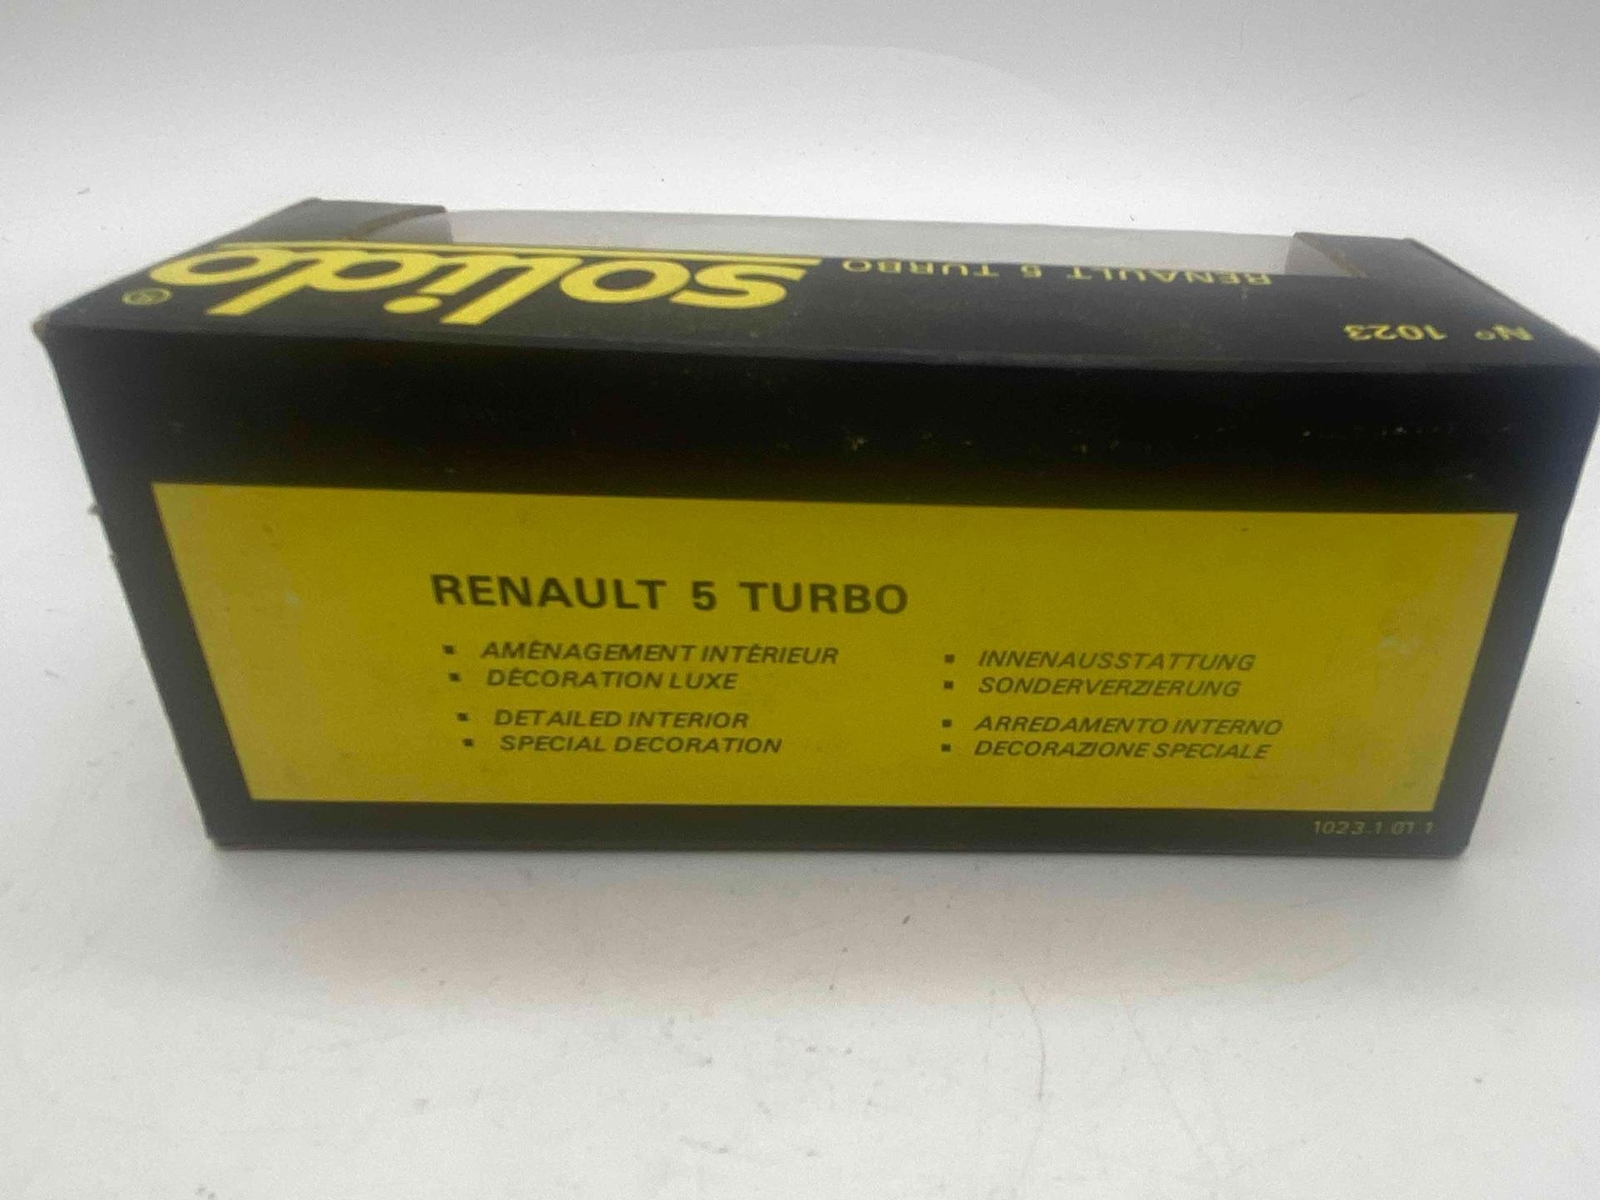 solido
RENAULT 5 TURBO
Nº 1023
RENAULT 5 TURBO
▪ AMÉNAGEMENT INTÉRIEUR
▪ DÉCORATION LUXE
▪ DETAILED INTERIOR
▪ SPECIAL DECORATION
▪ INNENAUSSTATTUNG
▪ SONDERVERZIERUNG
▪ ARREDAMENTO INTERNO
▪ DECORAZIONE SPECIALE
1023.1 01 1